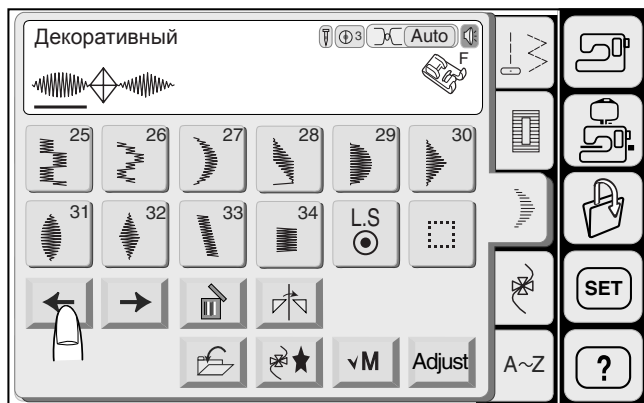 Декоративный
3 Auto
F
25 26 27 28 29 30
31 32 33 34 L.S
√M Adjust
A~Z
SET
?